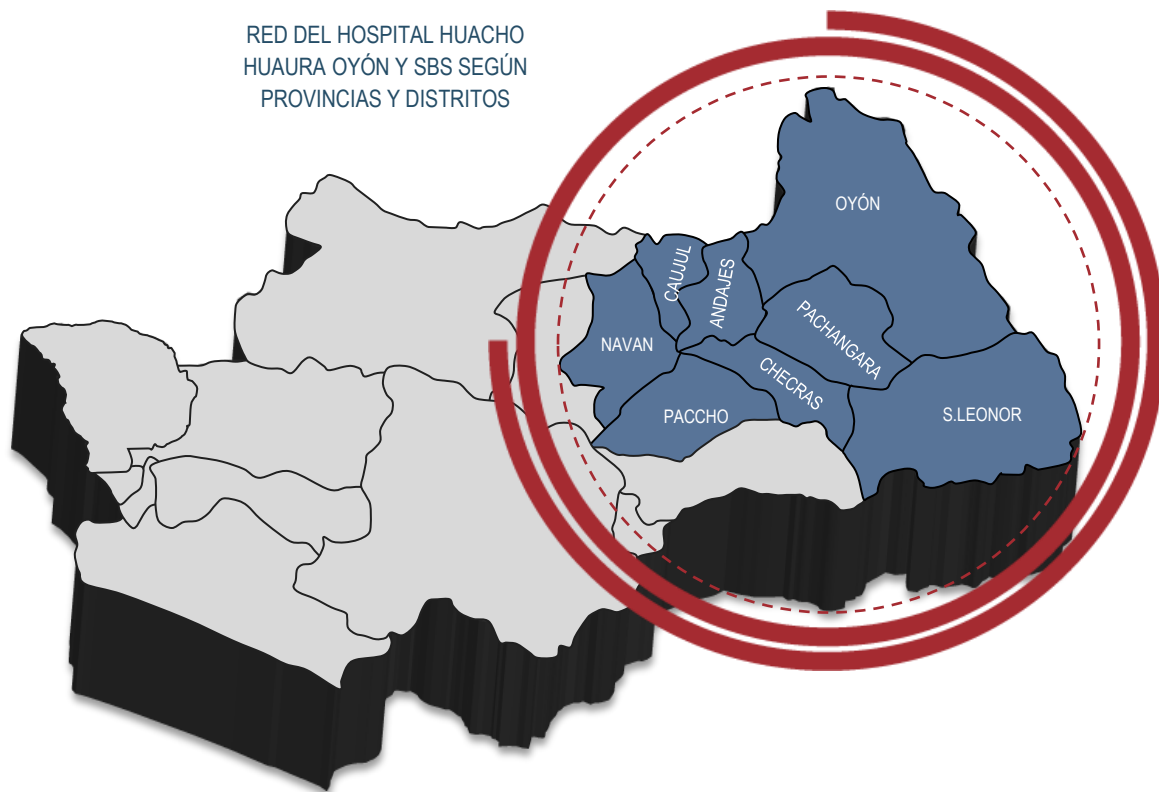 RED DEL HOSPITAL HUACHO
HUAURA OYÓN Y SBS SEGÚN
PROVINCIAS Y DISTRITOS
OYÓN
CAUJUL
ANDAJES
PACHANGARA
NAVAN
CHECRAS
PACCHO
S.LEONOR